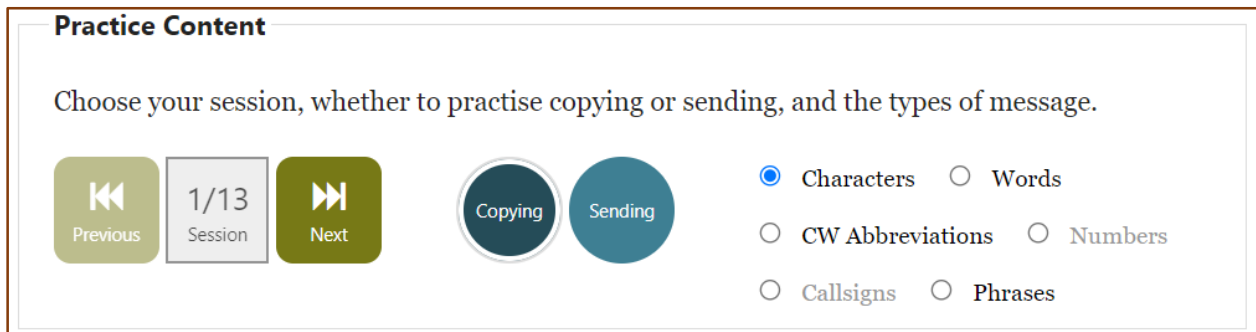 Practice Content
Choose your session, whether to practise copying or sending, and the types of message.
Previous
1/13
Session
Next
Copying
Sending
Characters Words
CW Abbreviations Numbers
Callsigns Phrases